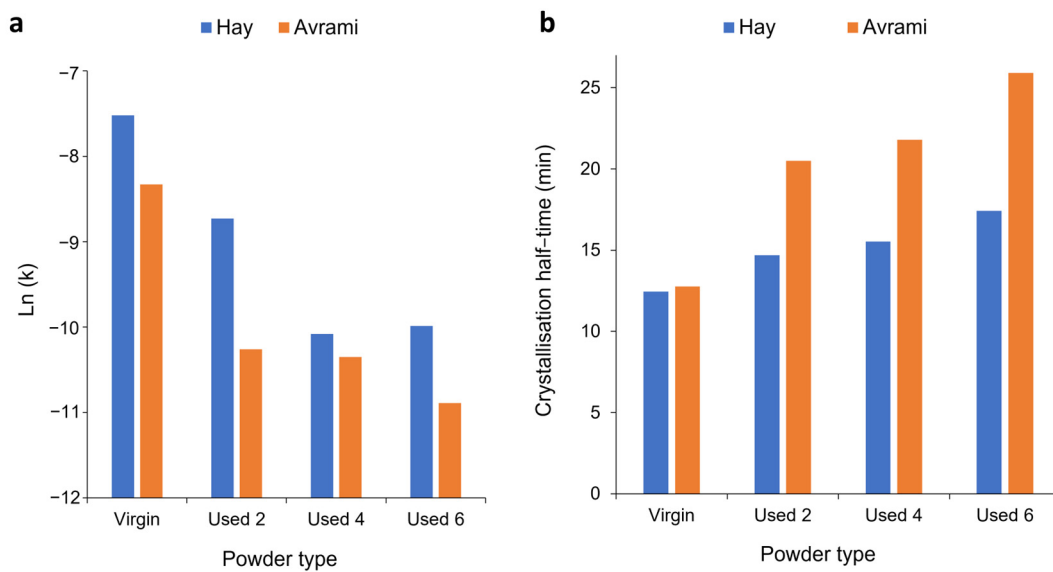 a
Hay Avrami
−7
−8
−9
−10
−11
−12
Ln (k)
Virgin Used 2 Used 4 Used 6
Powder type
b
Hay Avrami
25
20
15
10
5
0
Crystallisation half−time (min)
Virgin Used 2 Used 4 Used 6
Powder type